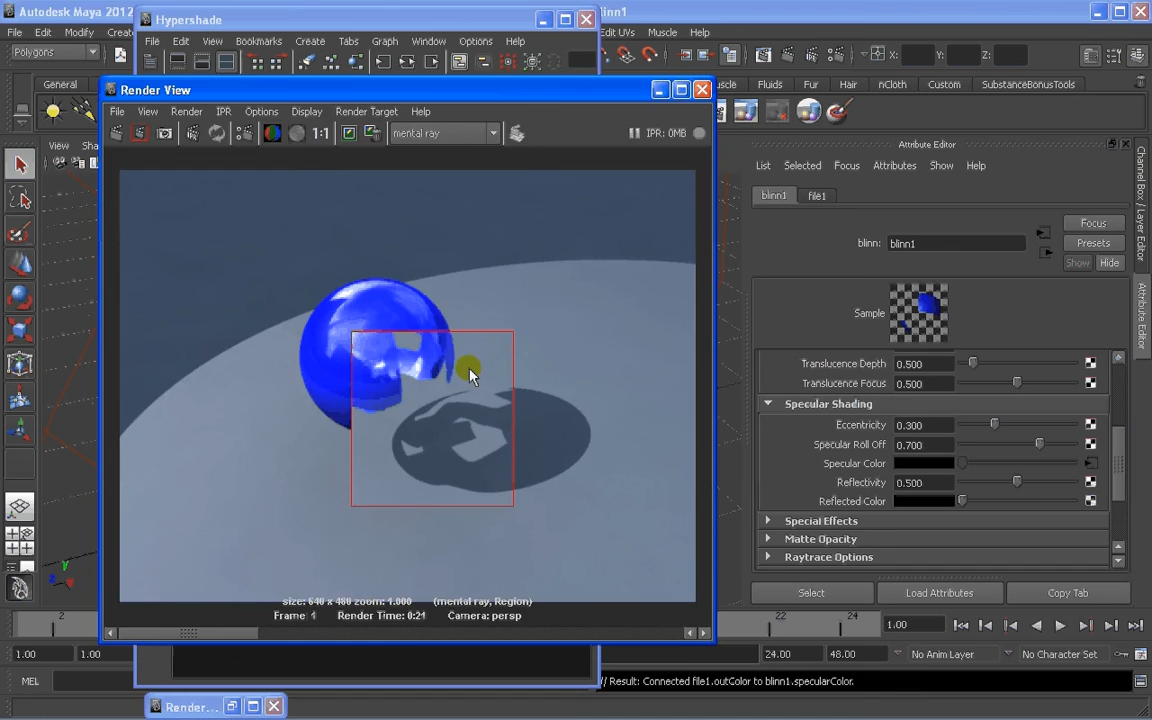 Autodesk Maya 2012
Hypershade
blinn1
File Edit Modify Create
File Edit View Bookmarks Create Tabs Graph Window Options Help
Edit UVs Muscle Help
Polygons
X: Y: Z:
General
Muscle Fluids Fur Hair nCloth Custom SubstanceBonusTools
Render View
File View Render IPR Options Display Render Target Help
1:1 mental ray IPR: 0MB
View Sha
Attribute Editor
List Selected Focus Attributes Show Help
blinn1 file1
Focus
blinn: blinn1
Presets
Show Hide
Sample
Translucence Depth 0.500
Translucence Focus 0.500
Specular Shading
Eccentricity 0.300
Specular Roll Off 0.700
Specular Color
Reflectivity 0.500
Reflected Color
Special Effects
Matte Opacity
Raytrace Options
Select Load Attributes Copy Tab
Channel Box / Layer Editor
Attribute Editor
size: 640 x 480 zoom: 1.000 (mental ray, Region)
Frame 1 Render Time: 0:21 Camera: persp
y
z
2 22 24 1.00
1.00 1.00 24.00 48.00 No Anim Layer No Character Set
MEL // Result: Connected file1.outColor to blinn1.specularColor.
Render...